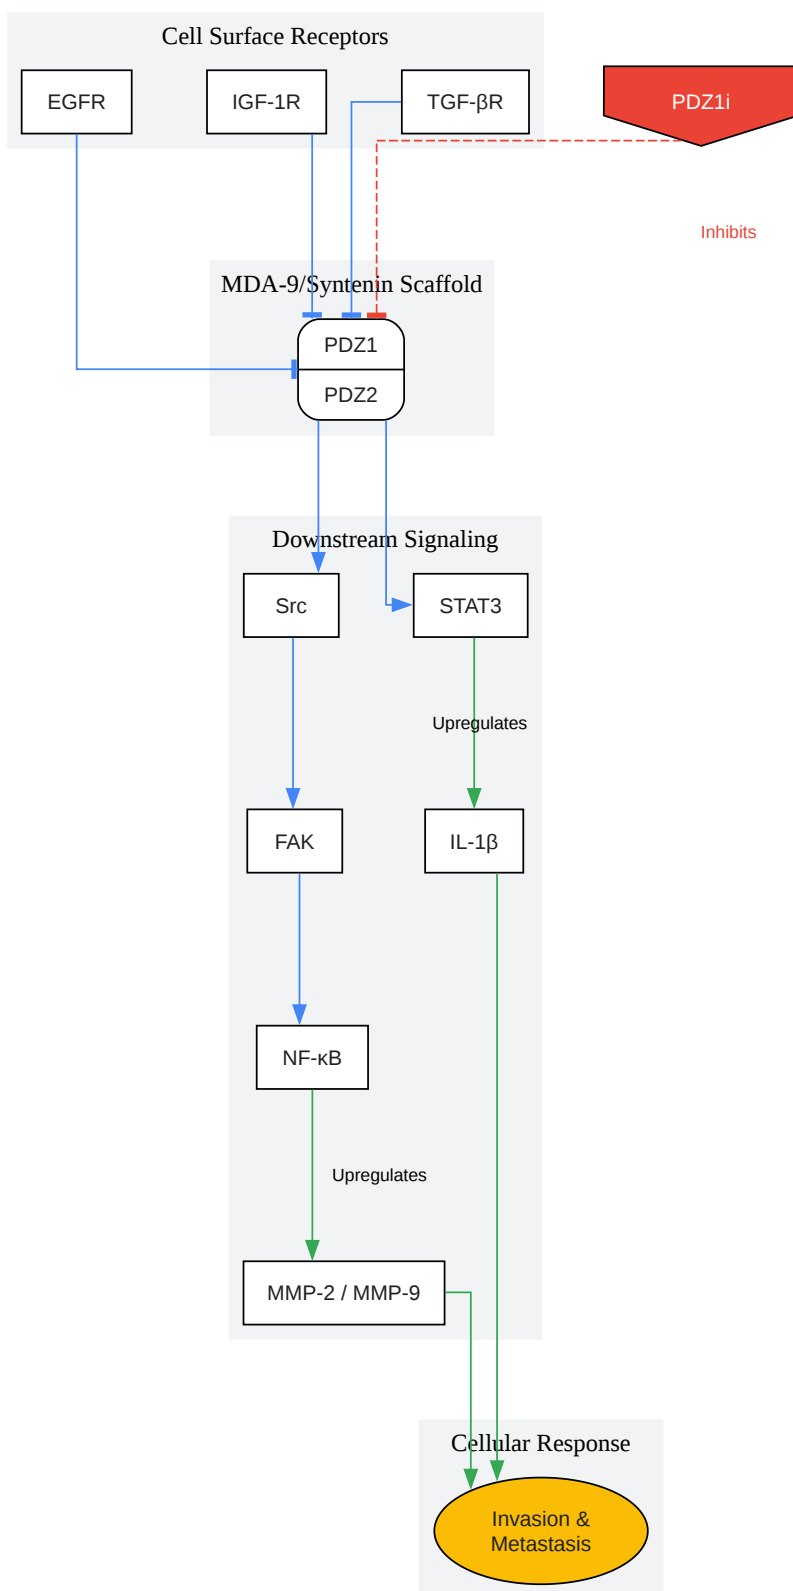 Cell Surface Receptors
EGFR
IGF-1R
TGF-βR
PDZ1i
Inhibits
MDA-9/Syntenin Scaffold
PDZ1
PDZ2
Downstream Signaling
Src
STAT3
Upregulates
FAK
IL-1β
NF-κB
Upregulates
MMP-2 / MMP-9
Cellular Response
Invasion &
Metastasis